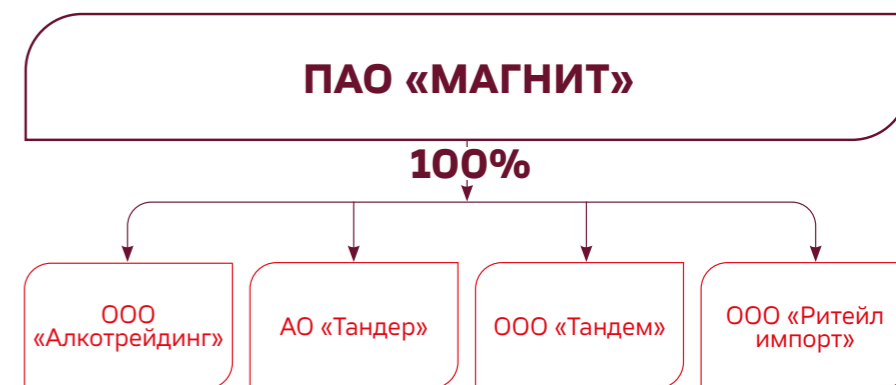 ПАО «МАГНИТ»
100%
ООО
«Алкотрейдинг»
АО «Тандер»
ООО «Тандем»
ООО «Ритейл
импорт»